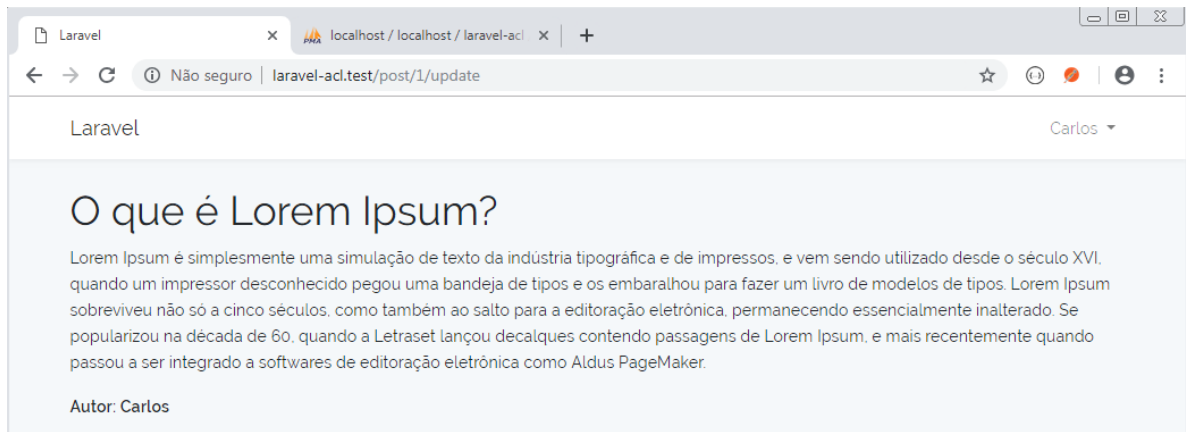 Laravel
localhost / localhost / laravel-acl
Não seguro | laravel-acl.test/post/1/update
Laravel
Carlos
O que é Lorem Ipsum?
Lorem Ipsum é simplesmente uma simulação de texto da indústria tipográfica e de impressos, e vem sendo utilizado desde o século XVI,
quando um impressor desconhecido pegou uma bandeja de tipos e os embaralhou para fazer um livro de modelos de tipos. Lorem Ipsum
sobreviveu não só a cinco séculos, como também ao salto para a editoração eletrônica, permanecendo essencialmente inalterado. Se
popularizou na década de 60, quando a Letraset lançou decalques contendo passagens de Lorem Ipsum, e mais recentemente quando
passou a ser integrado a softwares de editoração eletrônica como Aldus PageMaker.
Autor: Carlos